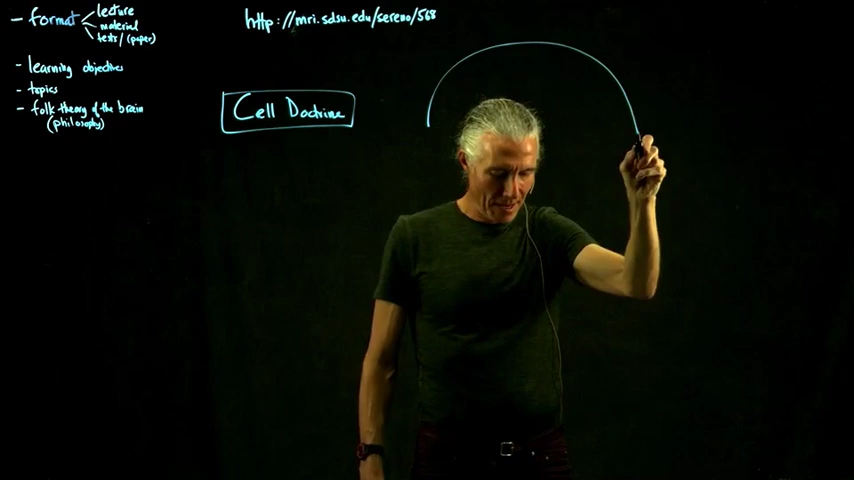 - format
lecture
material
tests/(paper)
- learning objectives
- topics
- folk theory of the brain
(philosophy)
http://mri.sdsu.edu/sereno/568
Cell Doctrine